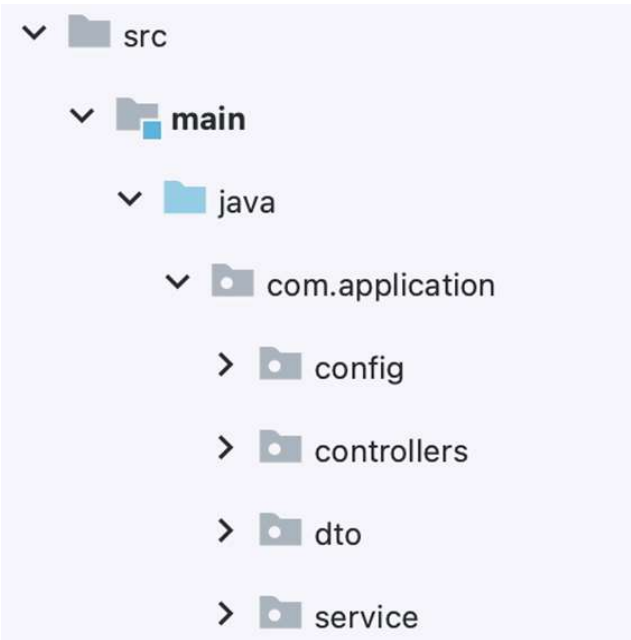 src
main
java
com.application
config
controllers
dto
service